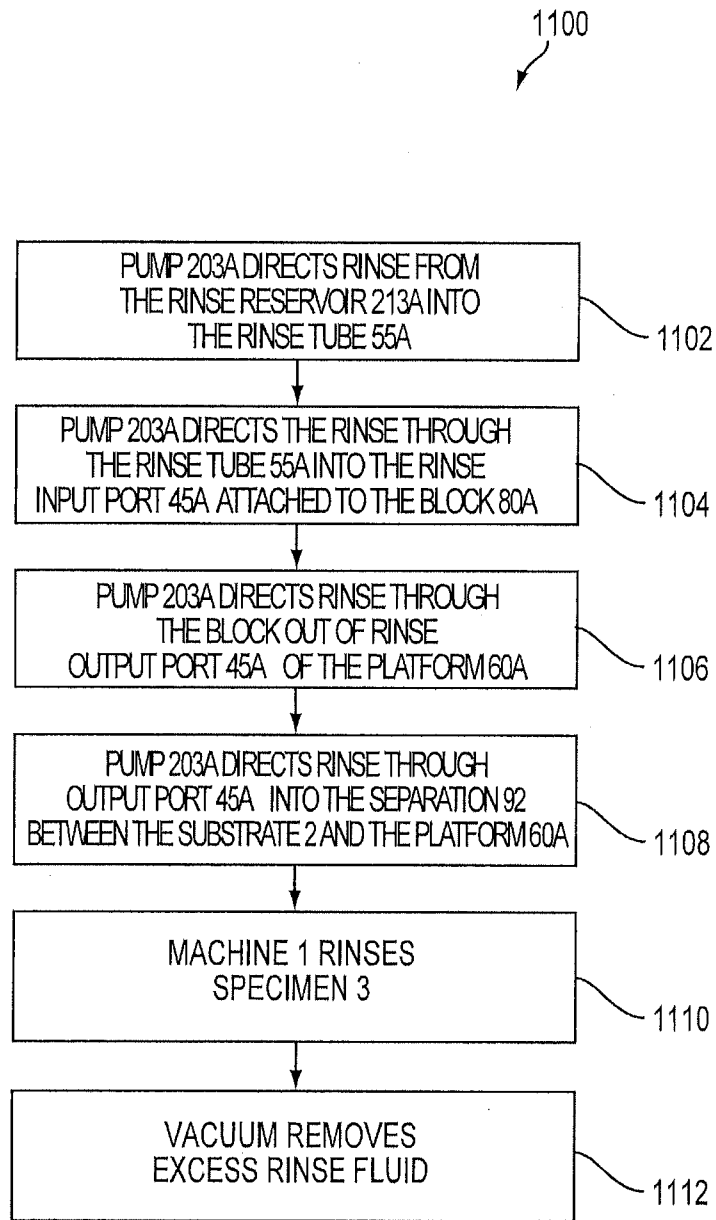 1100
PUMP 203A DIRECTS RINSE FROM
THE RINSE RESERVOIR 213A INTO
THE RINSE TUBE 55A
1102
PUMP 203A DIRECTS THE RINSE THROUGH
THE RINSE TUBE 55A INTO THE RINSE
INPUT PORT 45A ATTACHED TO THE BLOCK 80A
1104
PUMP 203A DIRECTS RINSE THROUGH
THE BLOCK OUT OF RINSE
OUTPUT PORT 45A OF THE PLATFORM 60A
1106
PUMP 203A DIRECTS RINSE THROUGH
OUTPUT PORT 45A INTO THE SEPARATION 92
BETWEEN THE SUBSTRATE 2 AND THE PLATFORM 60A
1108
MACHINE 1 RINSES
SPECIMEN 3
1110
VACUUM REMOVES
EXCESS RINSE FLUID
1112